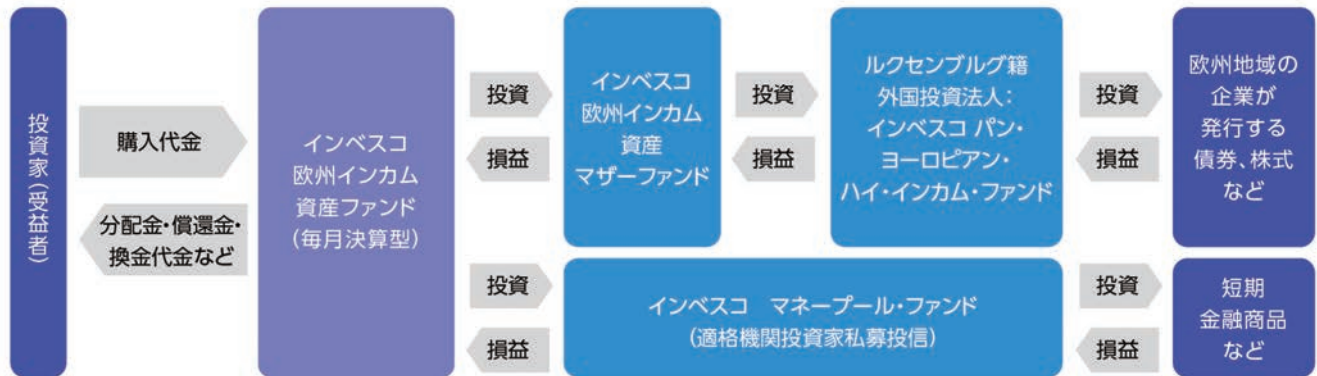 投資家(受益者)
購入代金
分配金・償還金・
換金代金など
インベスコ
欧州インカム
資産ファンド
(毎月決算型)
投資
損益
インベスコ
欧州インカム
資産
マザーファンド
投資
損益
ルクセンブルグ籍
外国投資法人:
インベスコ パン・
ヨーロピアン・
ハイ・インカム・ファンド
投資
損益
欧州地域の
企業が
発行する
債券、株式
など
投資
損益
インベスコ　マネープール・ファンド
(適格機関投資家私募投信)
投資
損益
短期
金融商品
など